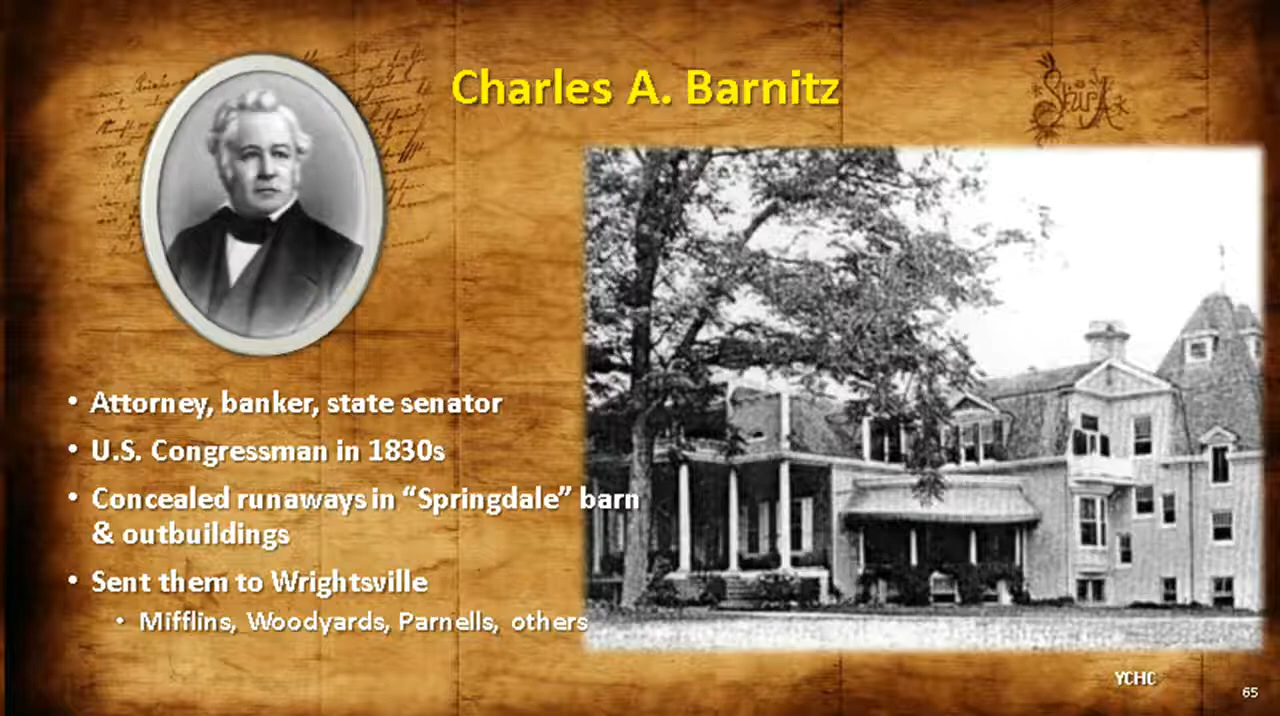 Charles A. Barnitz
• Attorney, banker, state senator
• U.S. Congressman in 1830s
• Concealed runaways in “Springdale” barn
& outbuildings
• Sent them to Wrightsville
• Mifflins, Woodyards, Parnells, others
YCHC
65